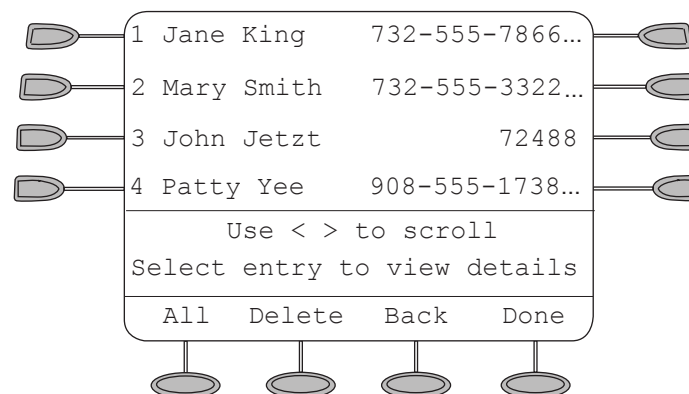 1 Jane King 732-555-7866…
2 Mary Smith 732-555-3322…
3 John Jetzt 72488
4 Patty Yee 908-555-1738…
Use < > to scroll
Select entry to view details
All Delete Back Done